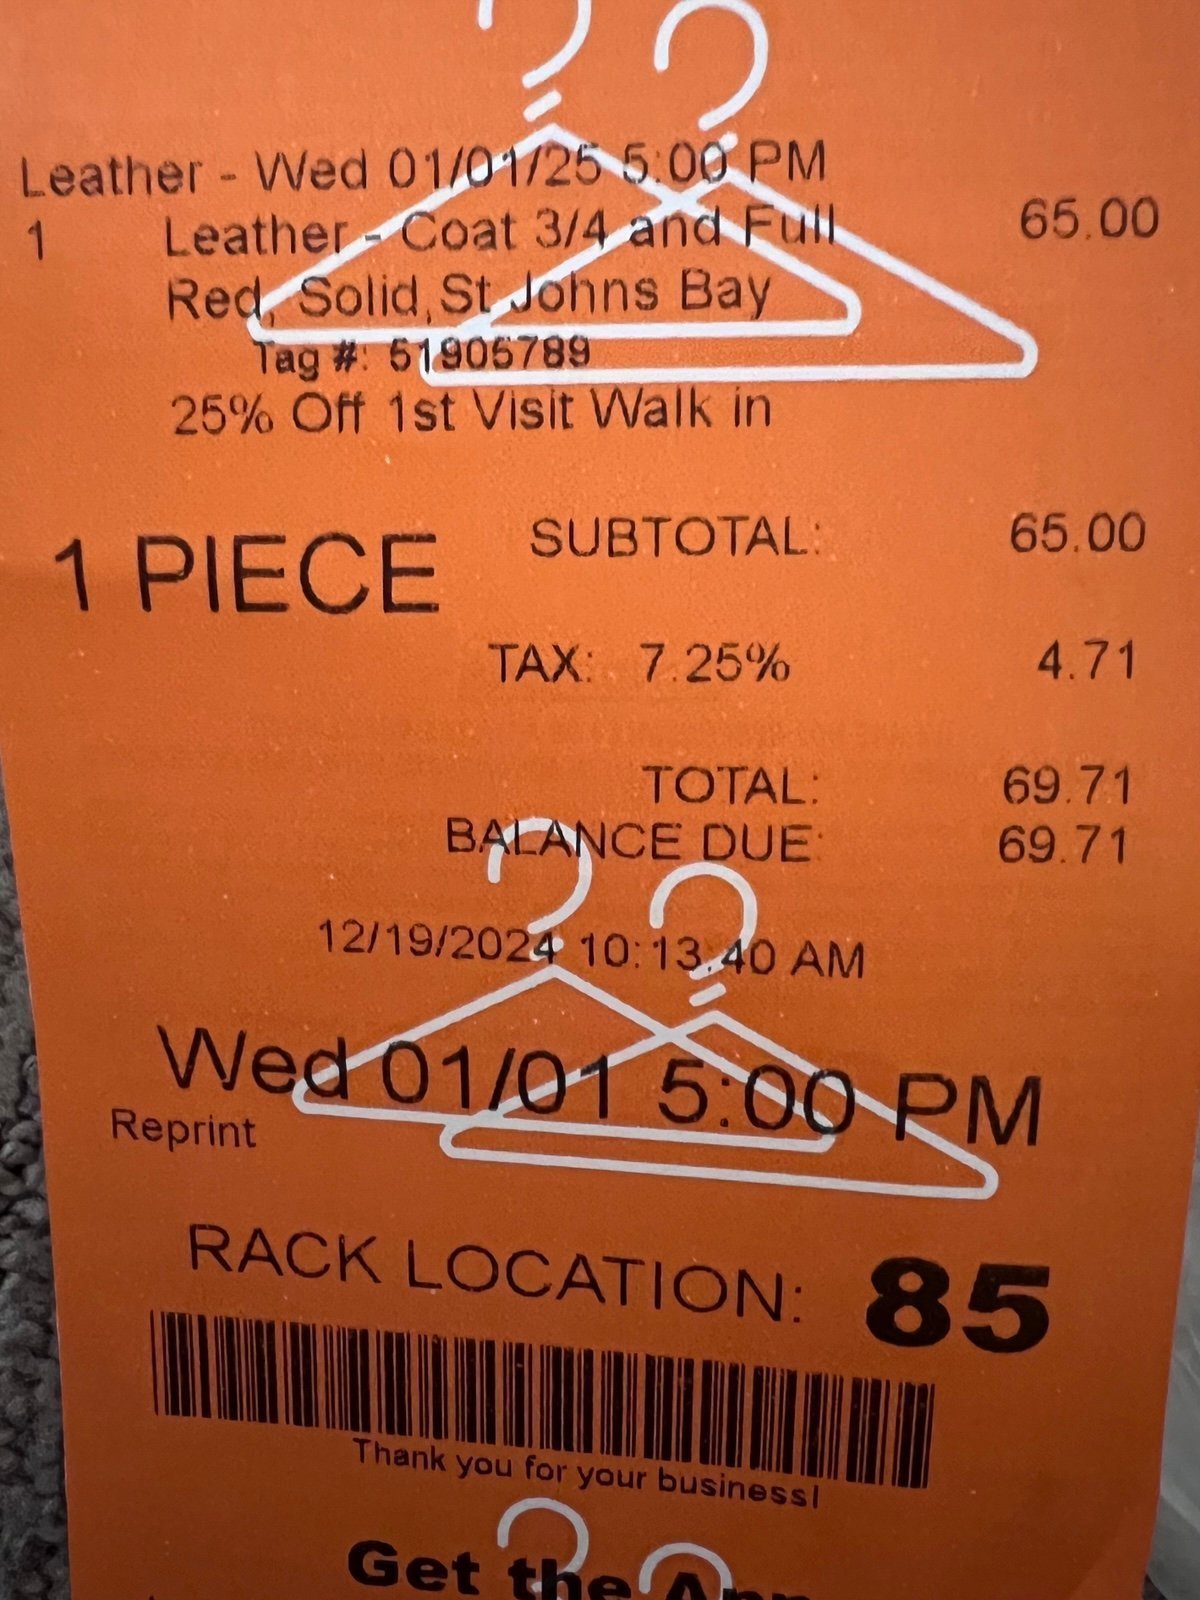 Leather - Wed 01/01/25 5:00 PM
1 Leather - Coat 3/4 and Full 65.00
Red, Solid, St Johns Bay
Tag #: 51905789
25% Off 1st Visit Walk in
1 PIECE SUBTOTAL: 65.00
TAX: 7.25% 4.71
TOTAL: 69.71
BALANCE DUE: 69.71
12/19/2024 10:13:40 AM
Wed 01/01 5:00 PM
Reprint
RACK LOCATION: 85
Thank you for your business!
Get the App